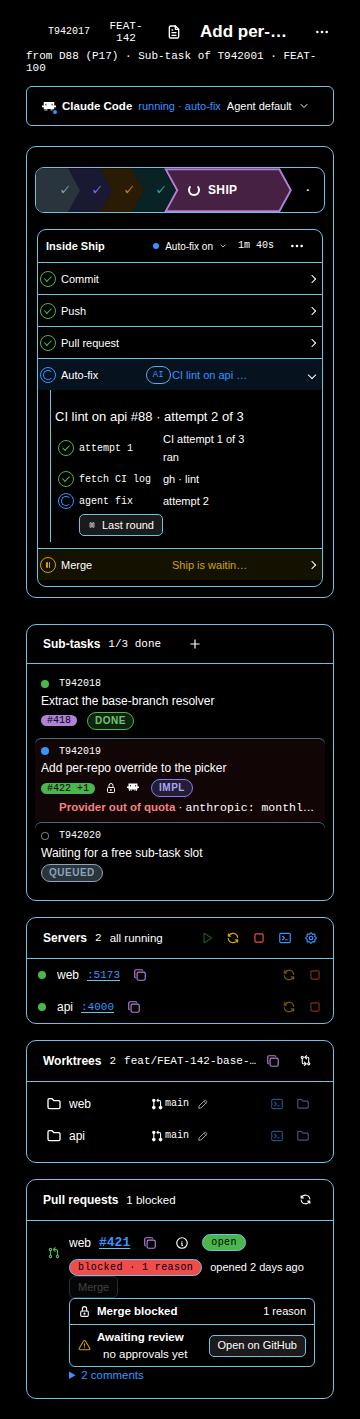 T942017 FEAT-142 Add per-… ···
from D88 (P17) · Sub-task of T942001 · FEAT-100
Claude Code running · auto-fix Agent default
SHIP ·
Inside Ship Auto-fix on 1m 40s ···
Commit
Push
Pull request
Auto-fix AI CI lint on api …
CI lint on api #88 · attempt 2 of 3
attempt 1 CI attempt 1 of 3 ran
fetch CI log gh · lint
agent fix attempt 2
Last round
Merge Ship is waitin…
Sub-tasks 1/3 done
T942018
Extract the base-branch resolver
#418 DONE
T942019
Add per-repo override to the picker
#422 +1 IMPL
Provider out of quota · anthropic: monthl…
T942020
Waiting for a free sub-task slot
QUEUED
Servers 2 all running
web :5173
api :4000
Worktrees 2 feat/FEAT-142-base-…
web main
api main
Pull requests 1 blocked
web #421 open
blocked · 1 reason opened 2 days ago
Merge
Merge blocked 1 reason
Awaiting review
no approvals yet Open on GitHub
2 comments